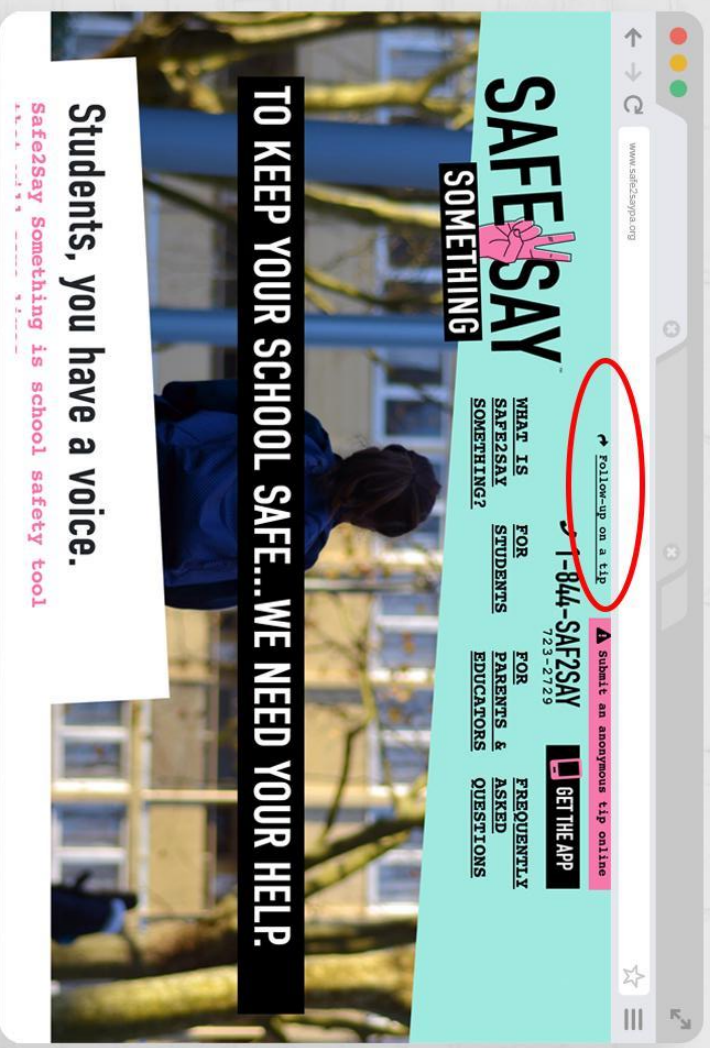 www.safe2saypa.org
Follow-up on a tip
Submit an anonymous tip online
SAFE SAY
SOMETHING
1-844-SAF2SAY
723-2729
GET THE APP
WHAT IS
SAFE2SAY
SOMETHING?
FOR
STUDENTS
FOR
PARENTS &
EDUCATORS
FREQUENTLY
ASKED
QUESTIONS
TO KEEP YOUR SCHOOL SAFE...WE NEED YOUR HELP.
Students, you have a voice.
Safe2Say Something is school safety tool